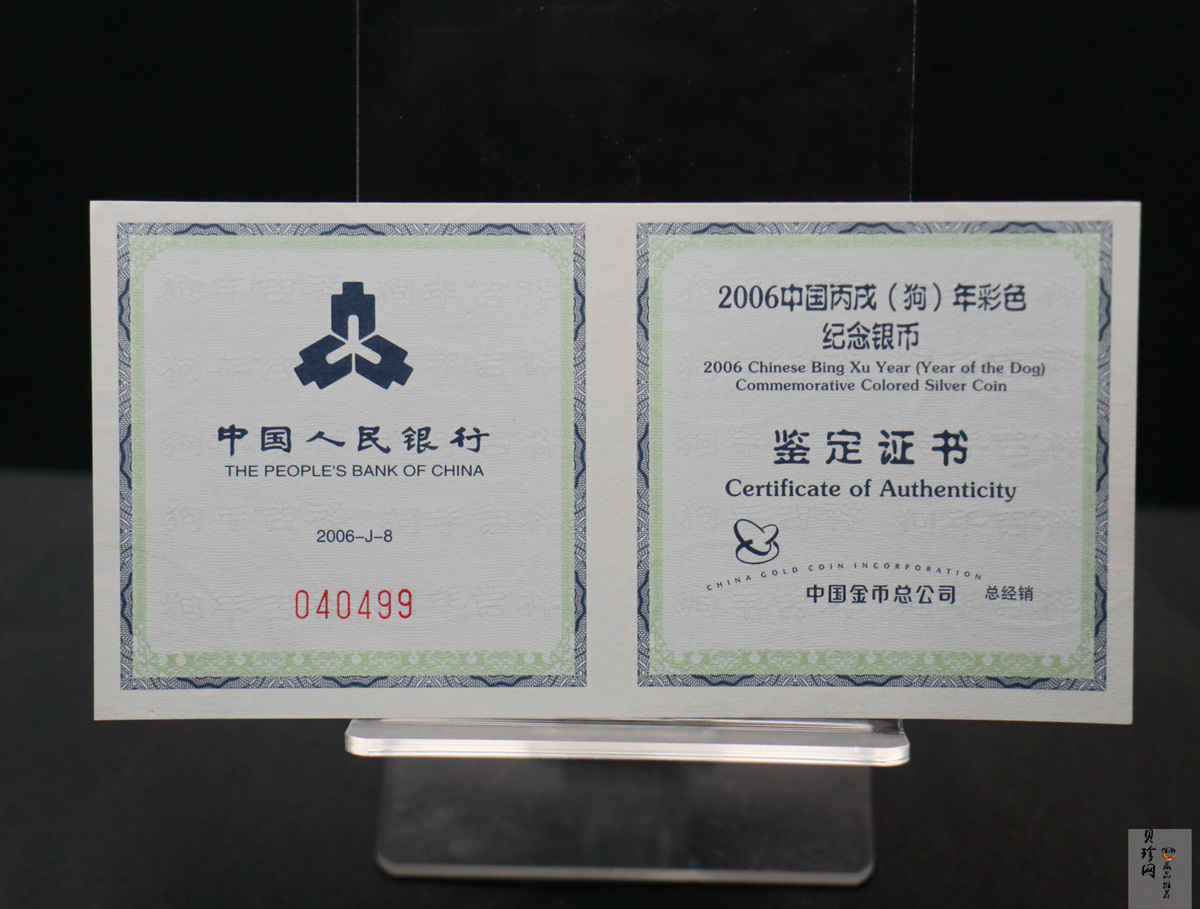 中国人民银行
THE PEOPLE'S BANK OF CHINA
2006-J-8
040499
2006中国丙戌（狗）年彩色
纪念银币
2006 Chinese Bing Xu Year (Year of the Dog)
Commemorative Colored Silver Coin
鉴定证书
Certificate of Authenticity
CHINA GOLD COIN INCORPORATION
中国金币总公司 总经销
贝珍网